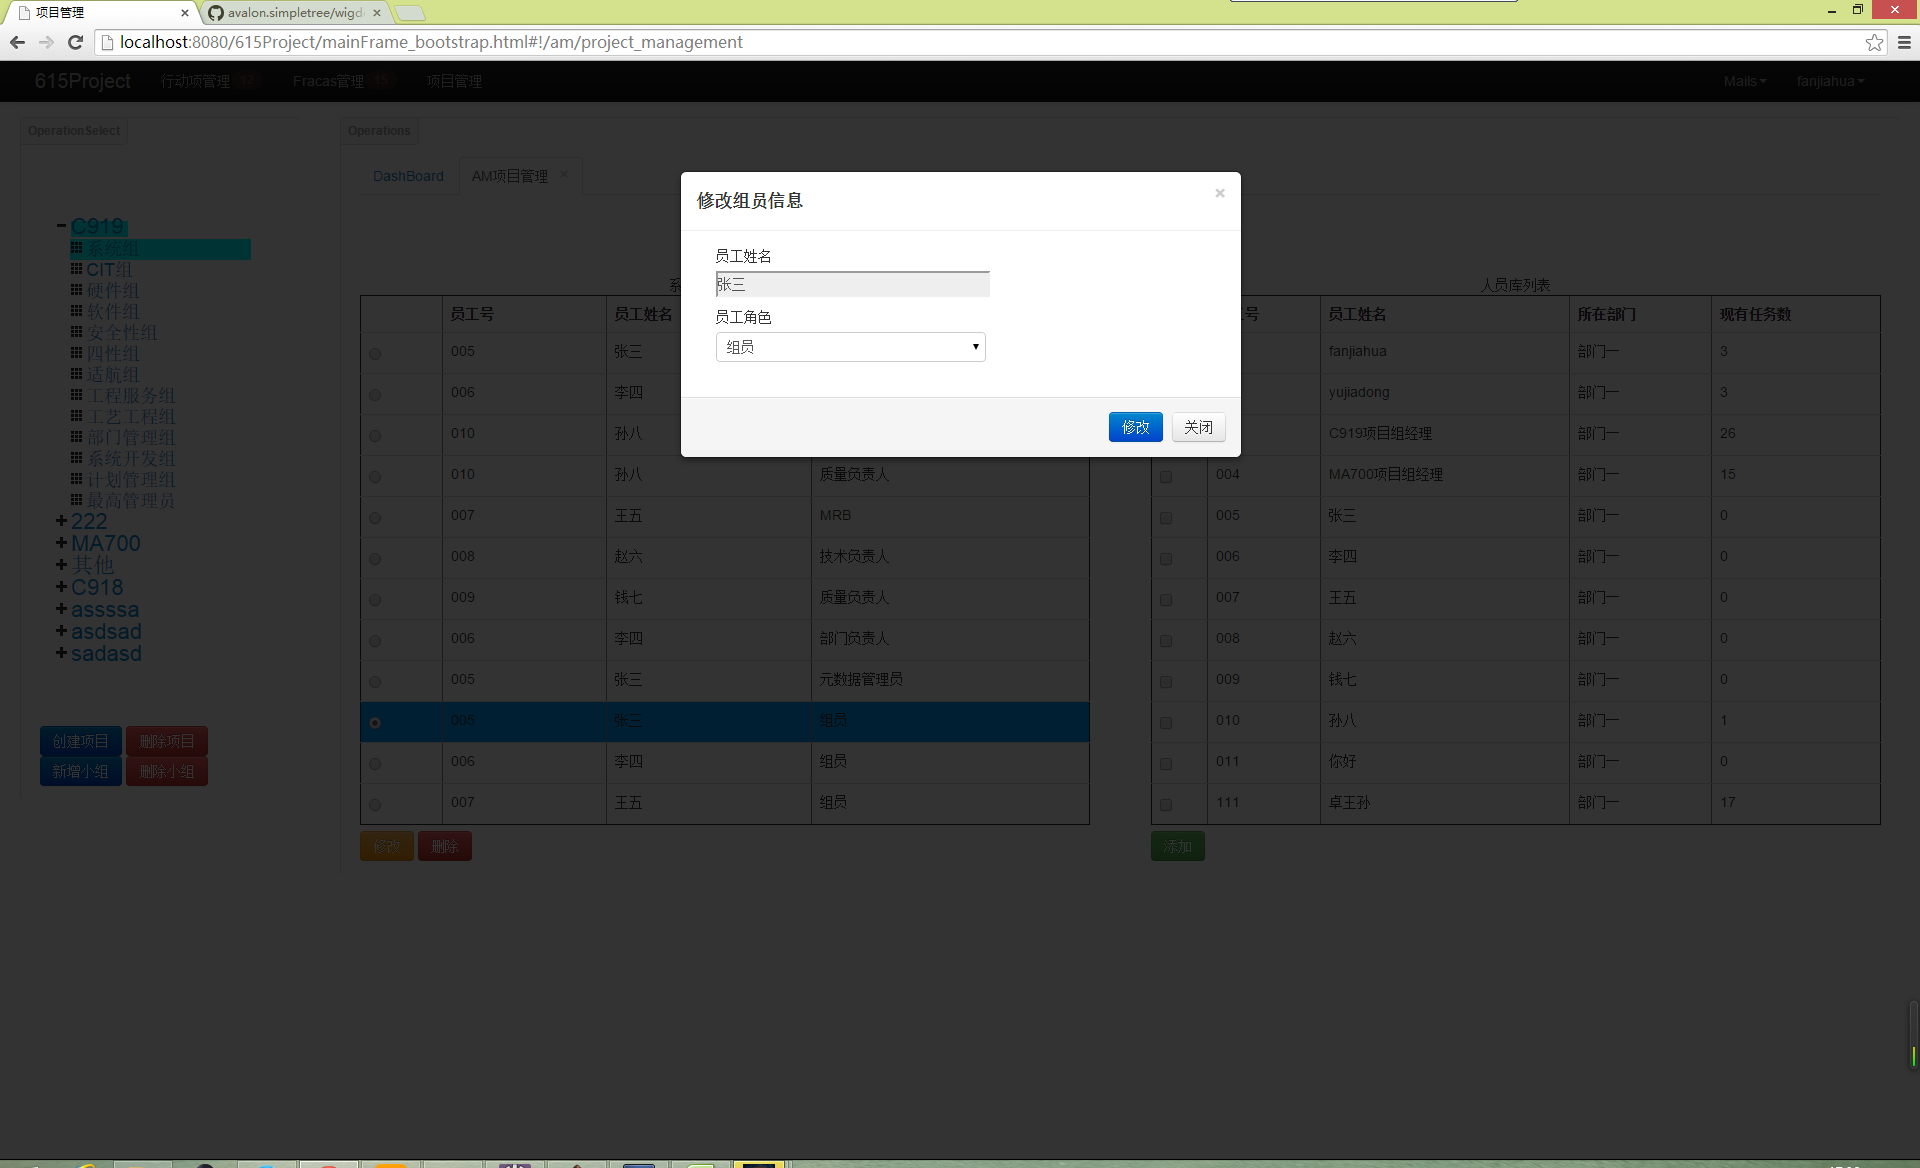 项目管理
avalon.simpletree/wigd
localhost:8080/615Project/mainFrame_bootstrap.html#!/am/project_management
615Project 行动项管理 Fracas管理 项目管理 Mails fanjiahua
OperationSelect
Operations
DashBoard AM项目管理 ×
C919
系统组
CIT组
硬件组
软件组
安全性组
四性组
适航组
工程服务组
工艺工程组
部门管理组
系统开发组
计划管理组
最高管理员
222
MA700
其他
C918
assssa
asdsad
sadasd
创建项目 删除项目
新增小组 删除小组
修改组员信息 ×
员工姓名
张三
员工角色
组员
修改 关闭
系
员工号 员工姓名
005 张三
006 李四
010 孙八
010 孙八 质量负责人
007 王五 MRB
008 赵六 技术负责人
009 钱七 质量负责人
006 李四 部门负责人
005 张三 元数据管理员
005 张三 组员
006 李四 组员
007 王五 组员
修改 删除
人员库列表
号 员工姓名 所在部门 现有任务数
fanjiahua 部门一 3
yujiadong 部门一 3
C919项目组经理 部门一 26
004 MA700项目组经理 部门一 15
005 张三 部门一 0
006 李四 部门一 0
007 王五 部门一 0
008 赵六 部门一 0
009 钱七 部门一 0
010 孙八 部门一 1
011 你好 部门一 0
111 卓王孙 部门一 17
添加